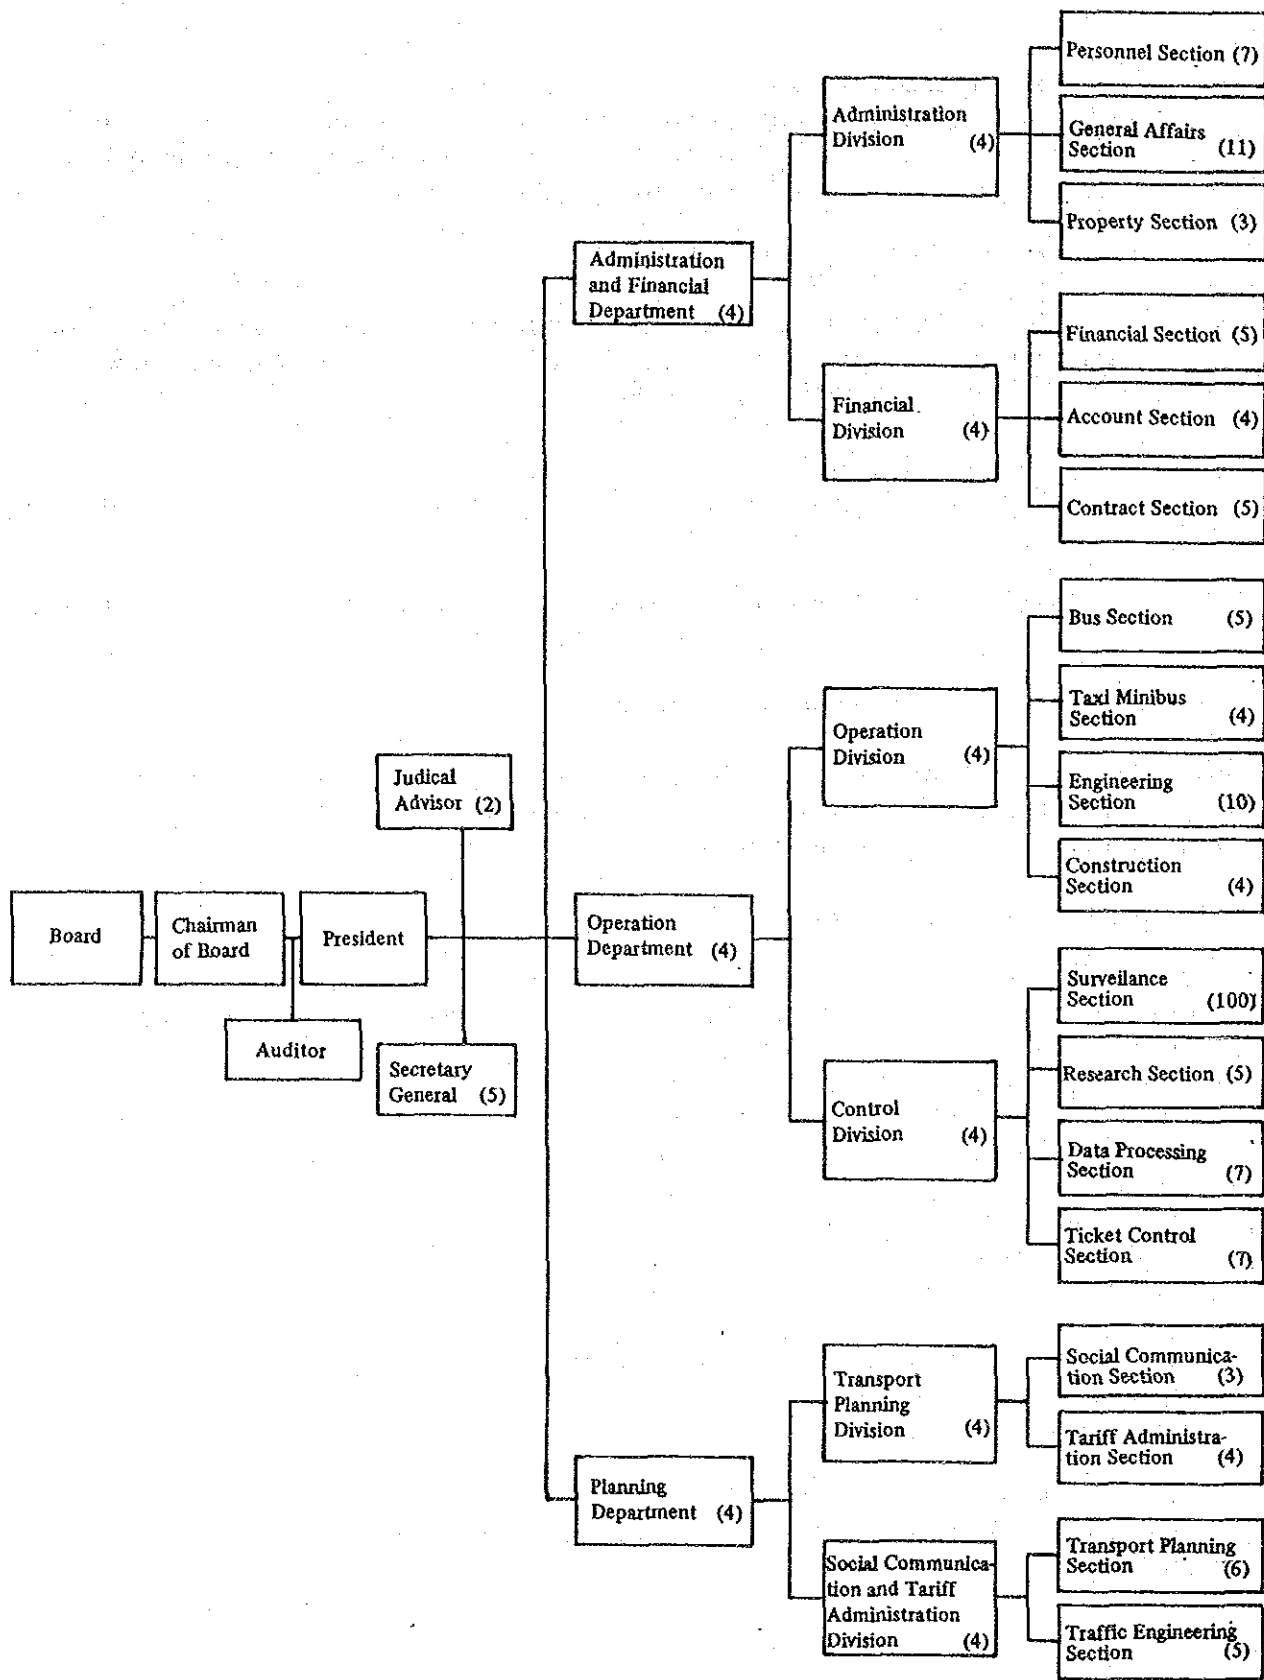 Board
Chairman
of Board
President
Auditor
Judical
Advisor (2)
Secretary
General (5)
Administration
and Financial
Department (4)
Operation
Department (4)
Planning
Department (4)
Administration
Division (4)
Financial
Division (4)
Operation
Division (4)
Control
Division (4)
Transport
Planning
Division (4)
Social Communica-
tion and Tariff
Administration
Division (4)
Personnel Section (7)
General Affairs
Section (11)
Property Section (3)
Financial Section (5)
Account Section (4)
Contract Section (5)
Bus Section (5)
Taxi Minibus
Section (4)
Engineering
Section (10)
Construction
Section (4)
Surveilance
Section (100)
Research Section (5)
Data Processing
Section (7)
Ticket Control
Section (7)
Social Communica-
tion Section (3)
Tariff Administra-
tion Section (4)
Transport Planning
Section (6)
Traffic Engineering
Section (5)